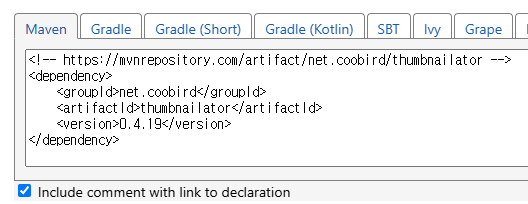 Maven Gradle Gradle (Short) Gradle (Kotlin) SBT Ivy Grape
<!-- https://mvnrepository.com/artifact/net.coobird/thumbnailator -->
<dependency>
    <groupId>net.coobird</groupId>
    <artifactId>thumbnailator</artifactId>
    <version>0.4.19</version>
</dependency>
Include comment with link to declaration